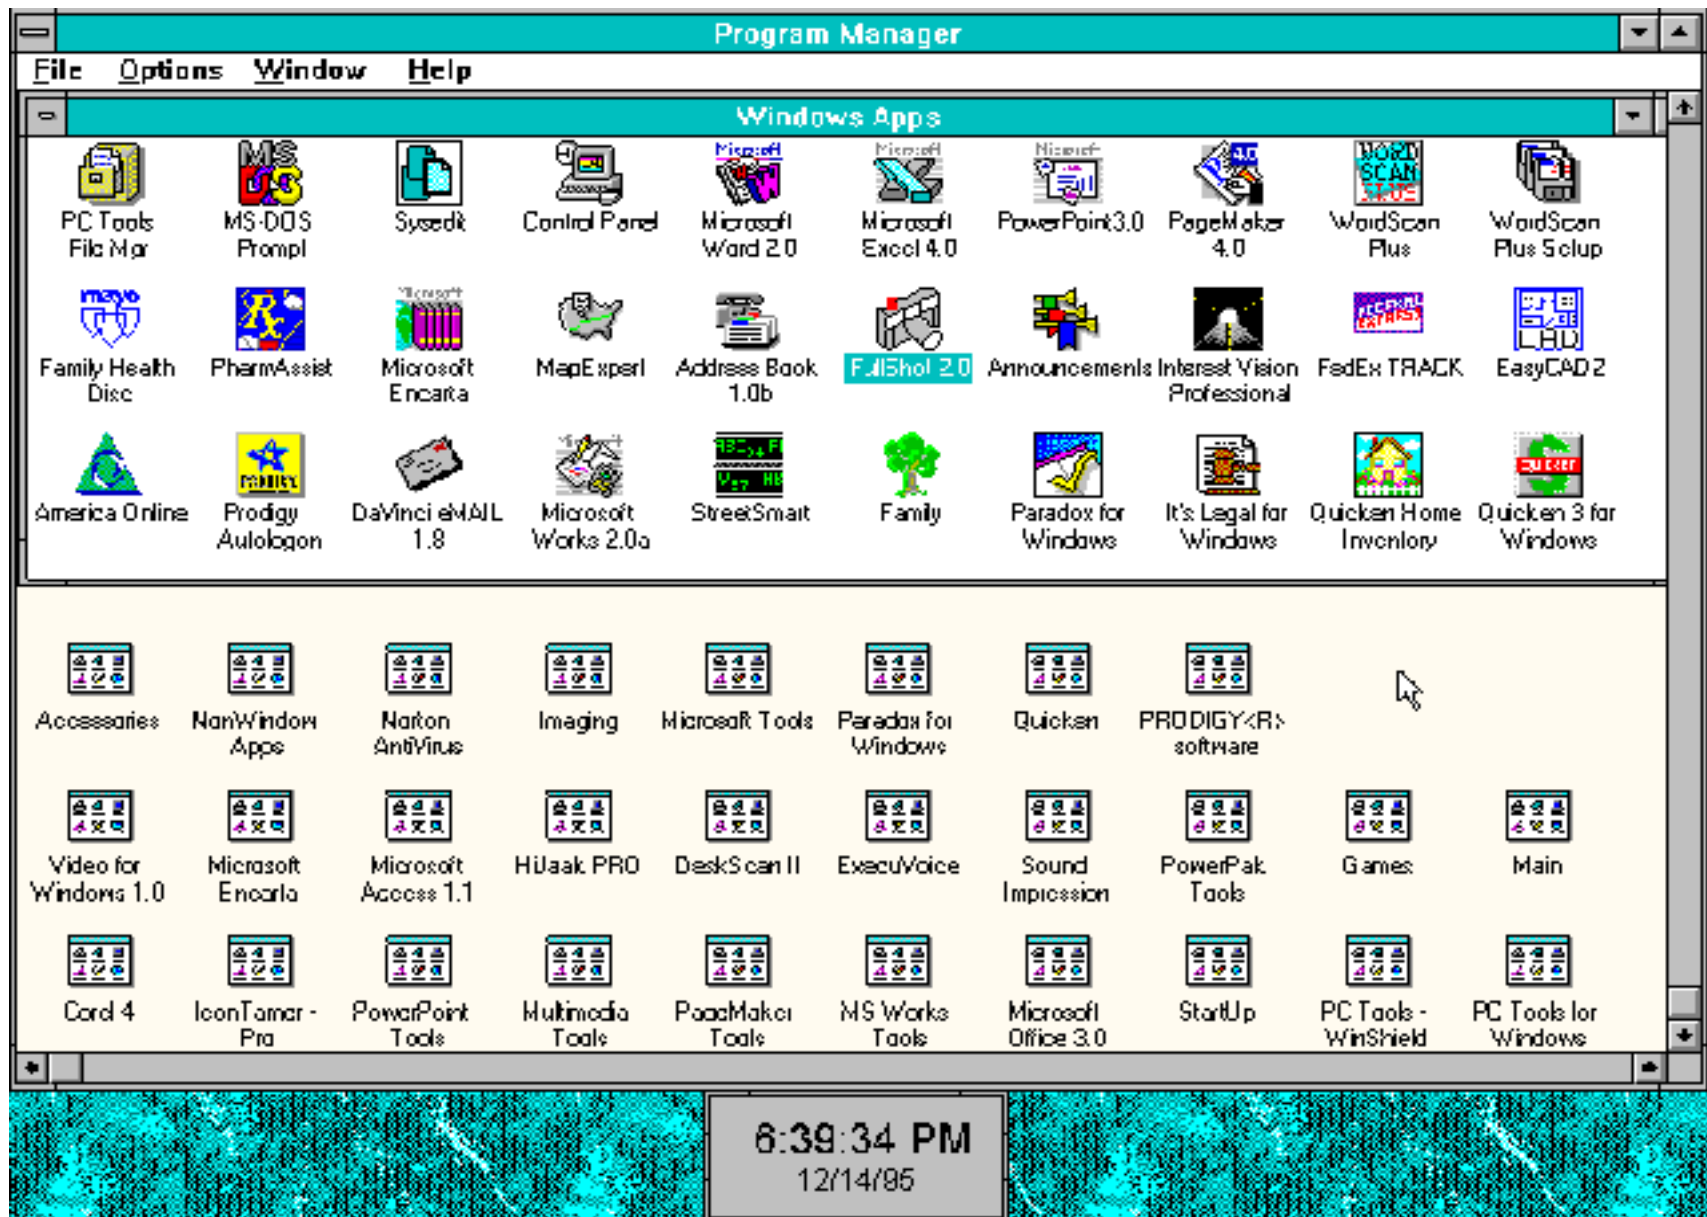 Program Manager
File Options Window Help
Windows Apps
Microsoft Microsoft Microsoft
PC Tools File Mgr
MS-DOS Prompt
Sysedit
Control Panel
Microsoft Word 2.0
Microsoft Excel 4.0
PowerPoint 3.0
PageMaker 4.0
WordScan Plus
WordScan Plus Setup
Family Health Disc
PharmAssist
Microsoft Encarta
MapExpert
Address Book 1.0b
FullShot 2.0
Announcements
Interest Vision Professional
FedEx TRACK
EasyCAD 2
America Online
Prodigy Autologon
DaVinci eMAIL 1.8
Microsoft Works 2.0a
StreetSmart
Family
Paradox for Windows
It's Legal for Windows
Quicken Home Inventory
Quicken 3 for Windows
Accessories
NonWindow Apps
Norton AntiVirus
Imaging
Microsoft Tools
Paradox for Windows
Quicken
PRODIGY<R> software
Video for Windows 1.0
Microsoft Encarta
Microsoft Access 1.1
HiJaak PRO
DeskScan II
ExecuVoice
Sound Impression
PowerPak Tools
Games
Main
Corel 4
IconTamer - Pro
PowerPoint Tools
Multimedia Tools
PageMaker Tools
MS Works Tools
Microsoft Office 3.0
StartUp
PC Tools - WinShield
PC Tools for Windows
6:39:34 PM
12/14/95